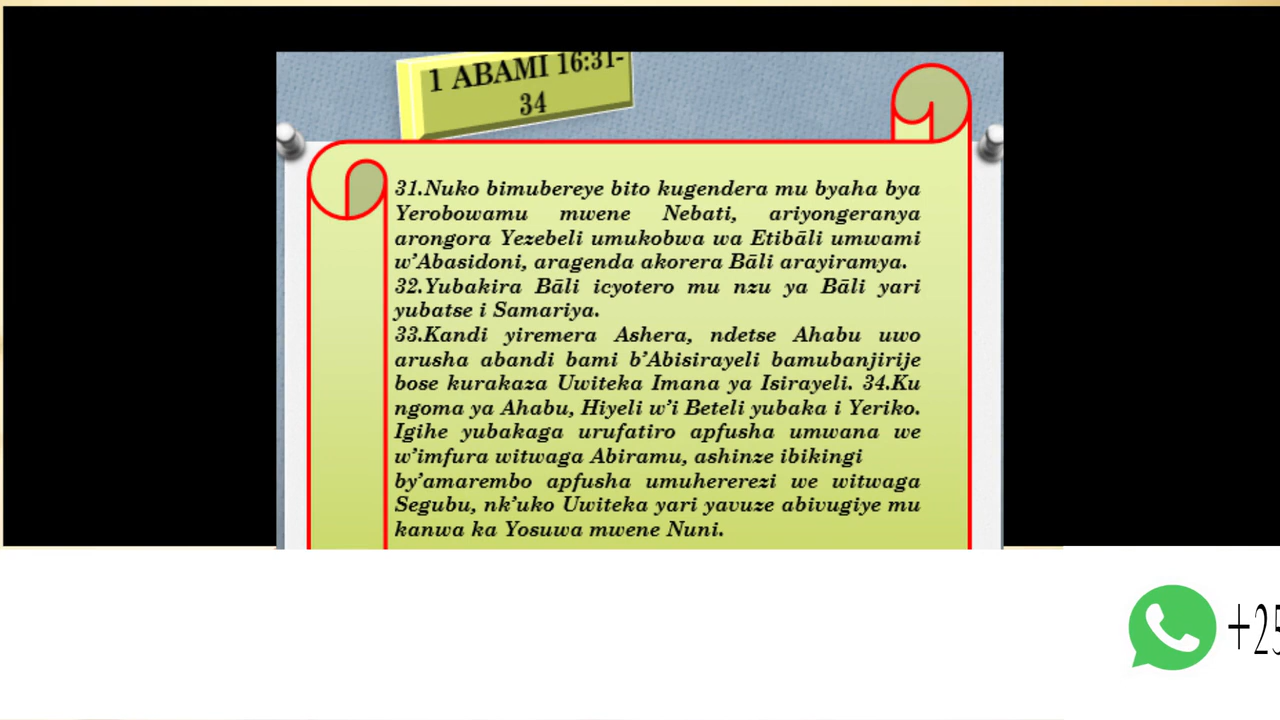 1 ABAMI 16:31-
34
31.Nuko bimubereye bito kugendera mu byaha bya
Yerobowamu mwene Nebati, ariyongeranya
arongora Yezebeli umukobwa wa Etibāli umwami
w’Abasidoni, aragenda akorera Bāli arayiramya.
32.Yubakira Bāli icyotero mu nzu ya Bāli yari
yubatse i Samariya.
33.Kandi yiremera Ashera, ndetse Ahabu uwo
arusha abandi bami b’Abisirayeli bamubanjirije
bose kurakaza Uwiteka Imana ya Isirayeli. 34.Ku
ngoma ya Ahabu, Hiyeli w’i Beteli yubaka i Yeriko.
Igihe yubakaga urufatiro apfusha umwana we
w’imfura witwaga Abiramu, ashinze ibikingi
by’amarembo apfusha umuhererezi we witwaga
Segubu, nk’uko Uwiteka yari yavuze abivugiye mu
kanwa ka Yosuwa mwene Nuni.
+25